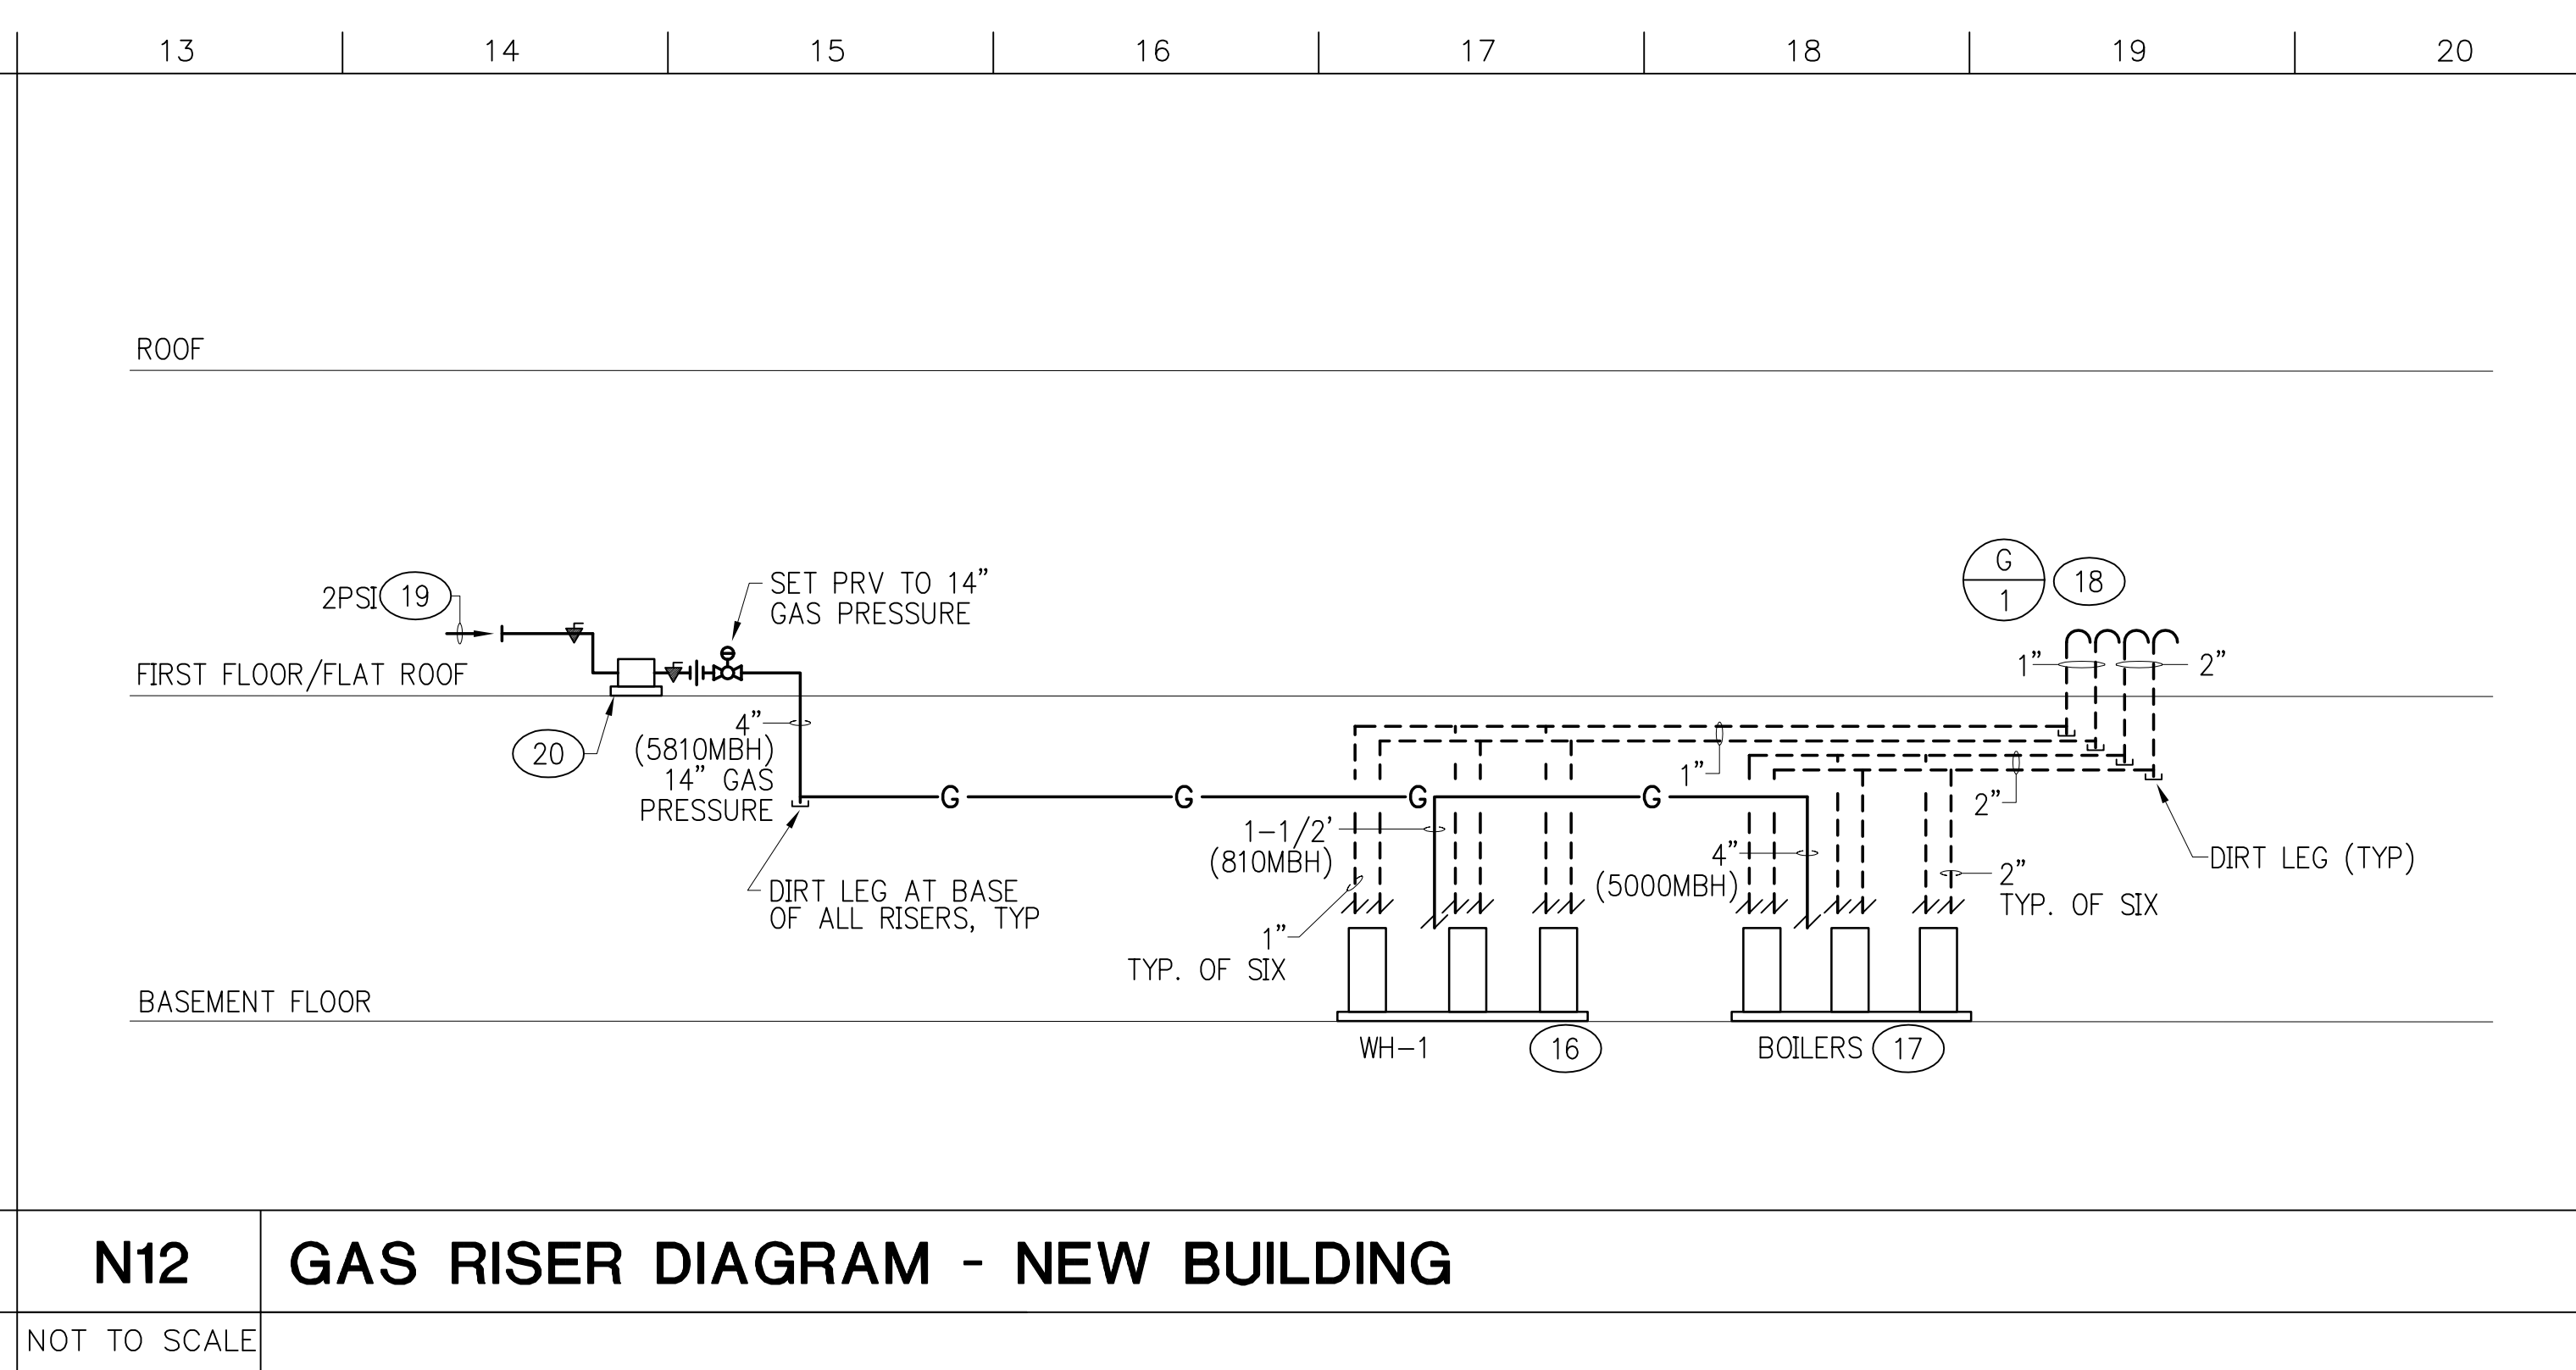 13 14 15 16 17 18 19 20
ROOF
G
1
18
2PSI 19
SET PRV TO 14”
GAS PRESSURE
1” 2”
FIRST FLOOR/FLAT ROOF
20
4”
(5810MBH)
14” GAS
PRESSURE
G G G G
1”
2”
1-1/2’
(810MBH)
4”
(5000MBH)
2”
TYP. OF SIX
DIRT LEG (TYP)
DIRT LEG AT BASE
OF ALL RISERS, TYP
1”
TYP. OF SIX
BASEMENT FLOOR
WH-1 16
BOILERS 17
N12 GAS RISER DIAGRAM - NEW BUILDING
NOT TO SCALE